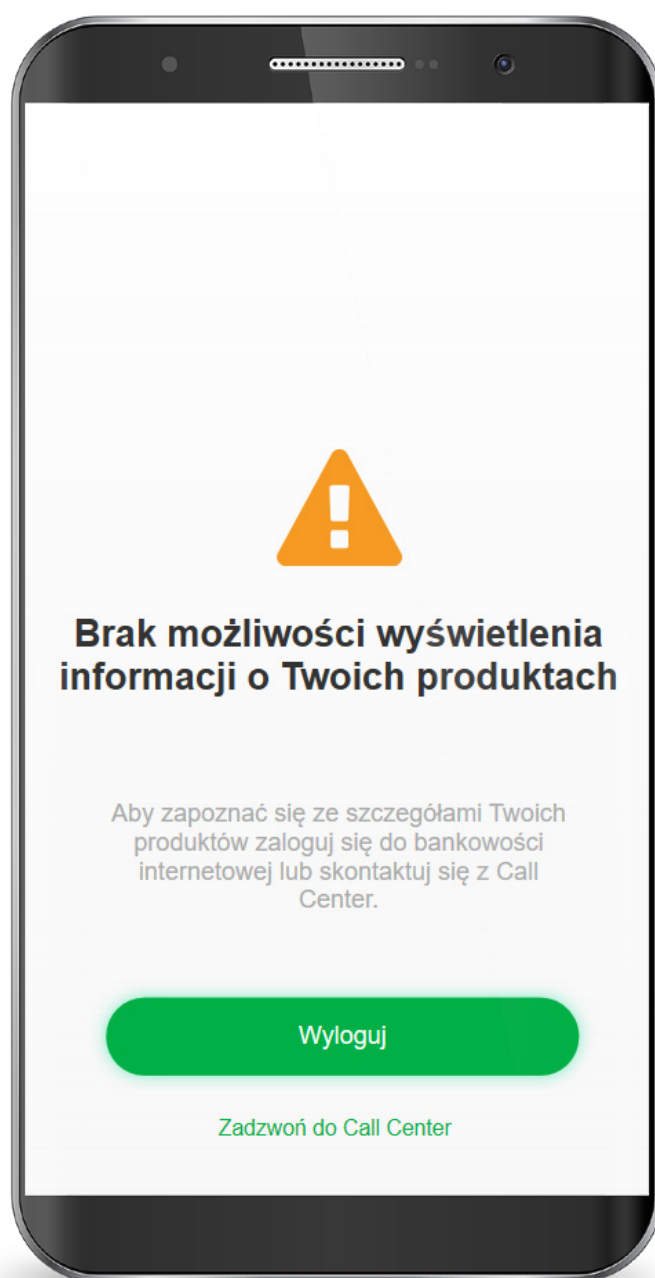 Brak możliwości wyświetlenia
informacji o Twoich produktach
Aby zapoznać się ze szczegółami Twoich
produktów zaloguj się do bankowości
internetowej lub skontaktuj się z Call
Center.
Wyloguj
Zadzwoń do Call Center